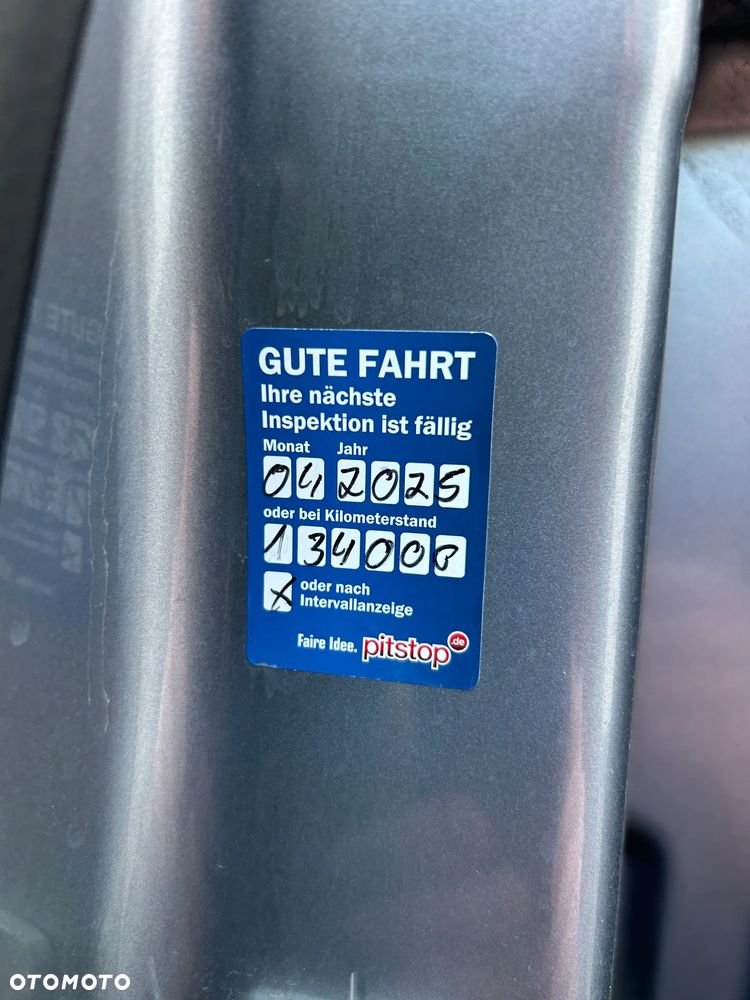 GUTE FAHRT
Ihre nächste
Inspektion ist fällig
Monat Jahr
04 2025
oder bei Kilometerstand
134000
X oder nach
Intervallanzeige
Faire Idee. pitstop.de
OTOMOTO